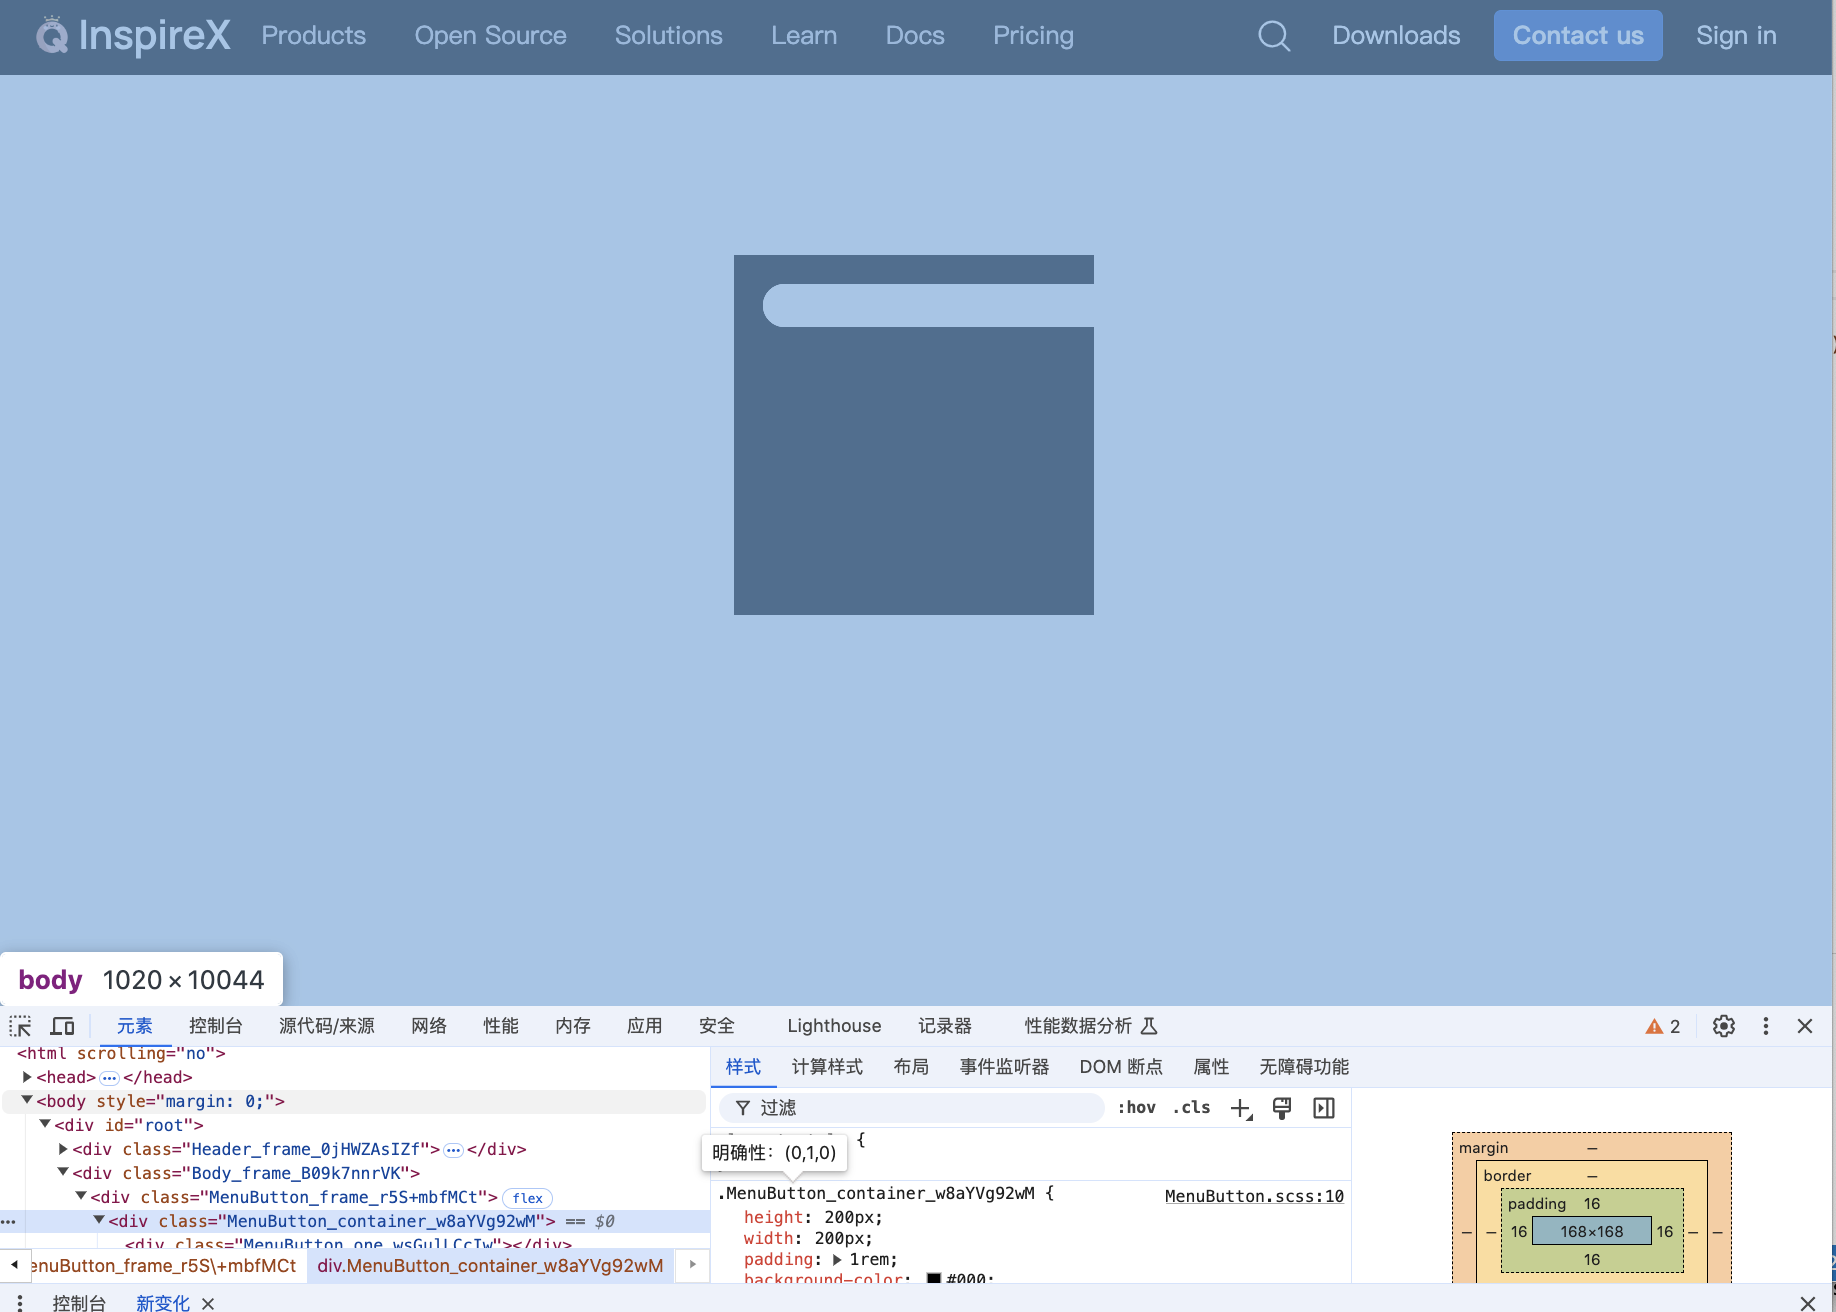 InspireX Products Open Source Solutions Learn Docs Pricing Downloads Contact us Sign in
body 1020 × 10044
元素 控制台 源代码/来源 网络 性能 内存 应用 安全 Lighthouse 记录器 性能数据分析 2
<html scrolling="no">
<head> ••• </head>
<body style="margin: 0;">
<div id="root">
<div class="Header_frame_0jHWZAsIZf"> ••• </div>
<div class="Body_frame_B09k7nnrVK">
<div class="MenuButton_frame_r5S+mbfMCt"> flex
••• <div class="MenuButton_container_w8aYVg92wM"> == $0
<div class="MenuButton_one_wsGulLCcIw"></div>
enuButton_frame_r5S\+mbfMCt div.MenuButton_container_w8aYVg92wM
样式 计算样式 布局 事件监听器 DOM 断点 属性 无障碍功能
过滤 :hov .cls
{
明确性： (0,1,0)
.MenuButton_container_w8aYVg92wM { MenuButton.scss:10
height: 200px;
width: 200px;
padding: 1rem;
background-color: #000;
margin –
border –
padding 16
– – 16 168×168 16 – –
16
控制台 新变化